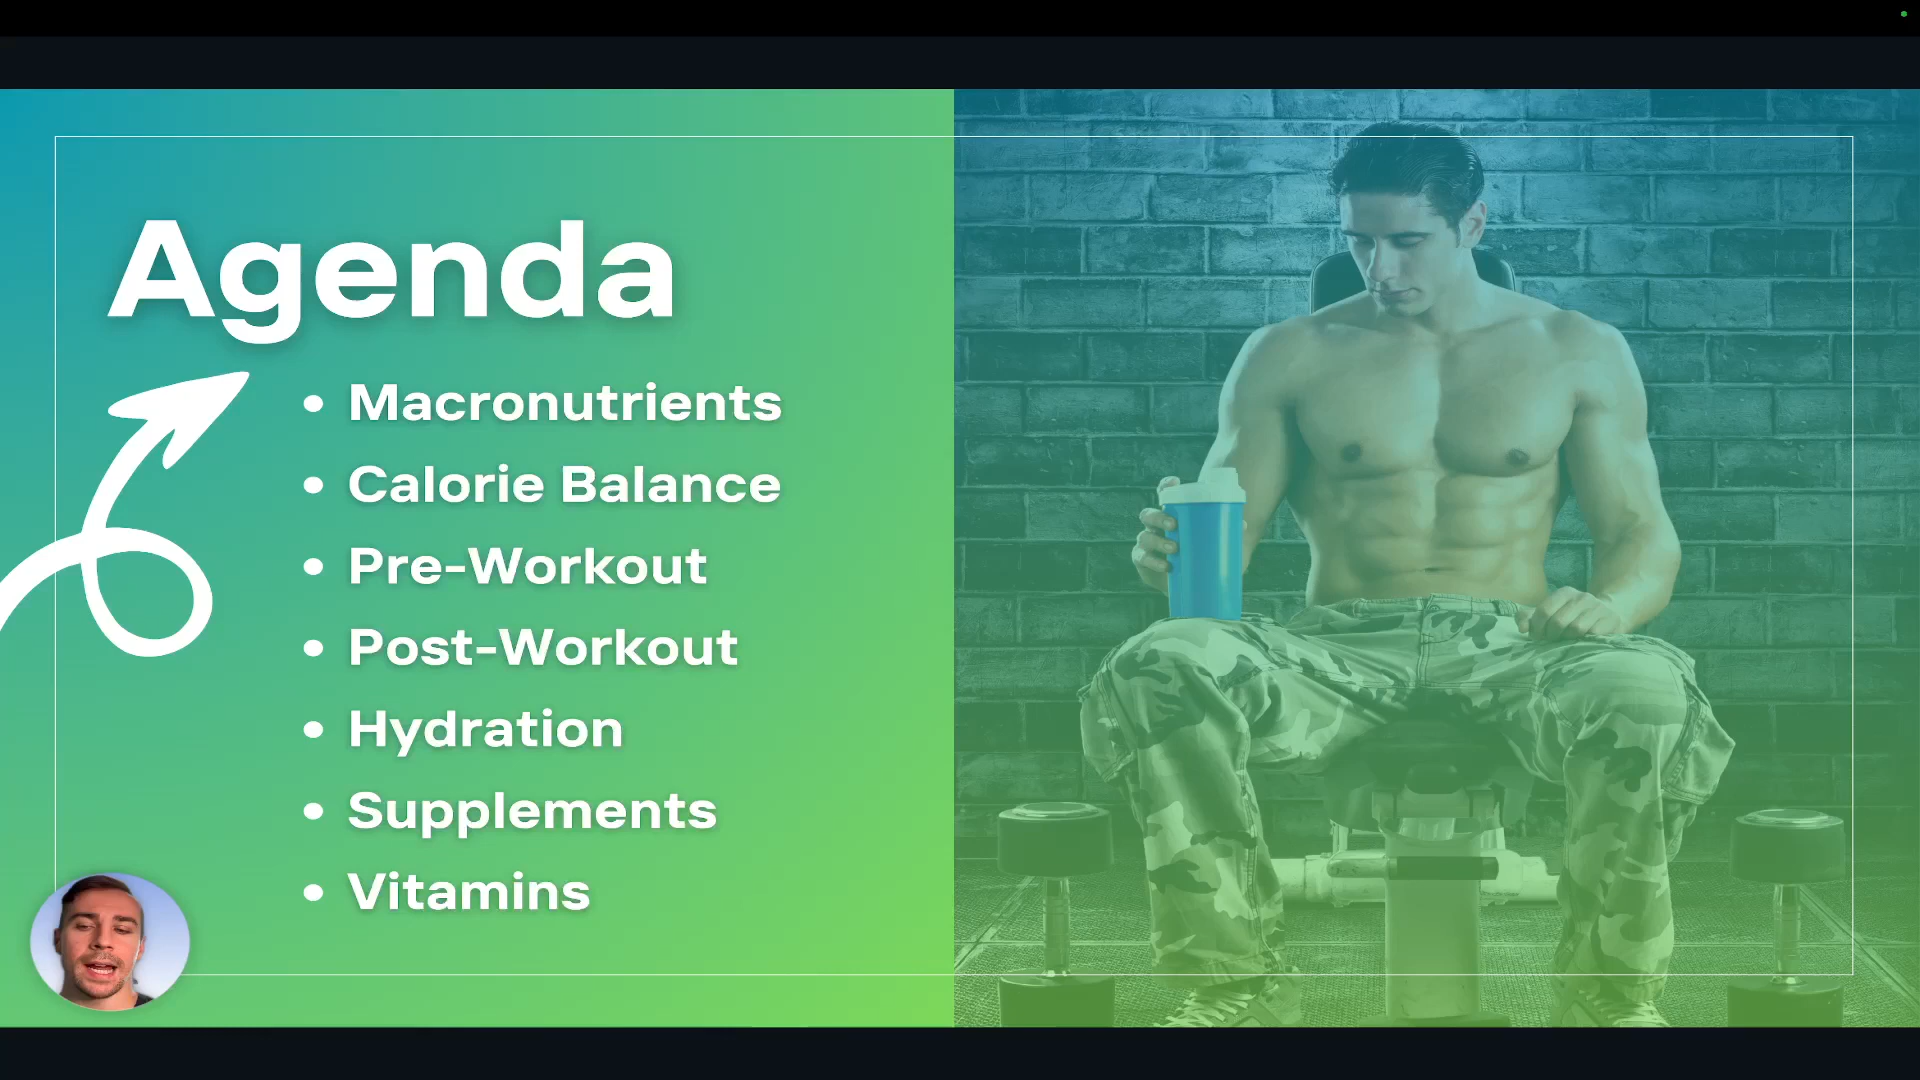 Agenda
• Macronutrients
• Calorie Balance
• Pre-Workout
• Post-Workout
• Hydration
• Supplements
• Vitamins